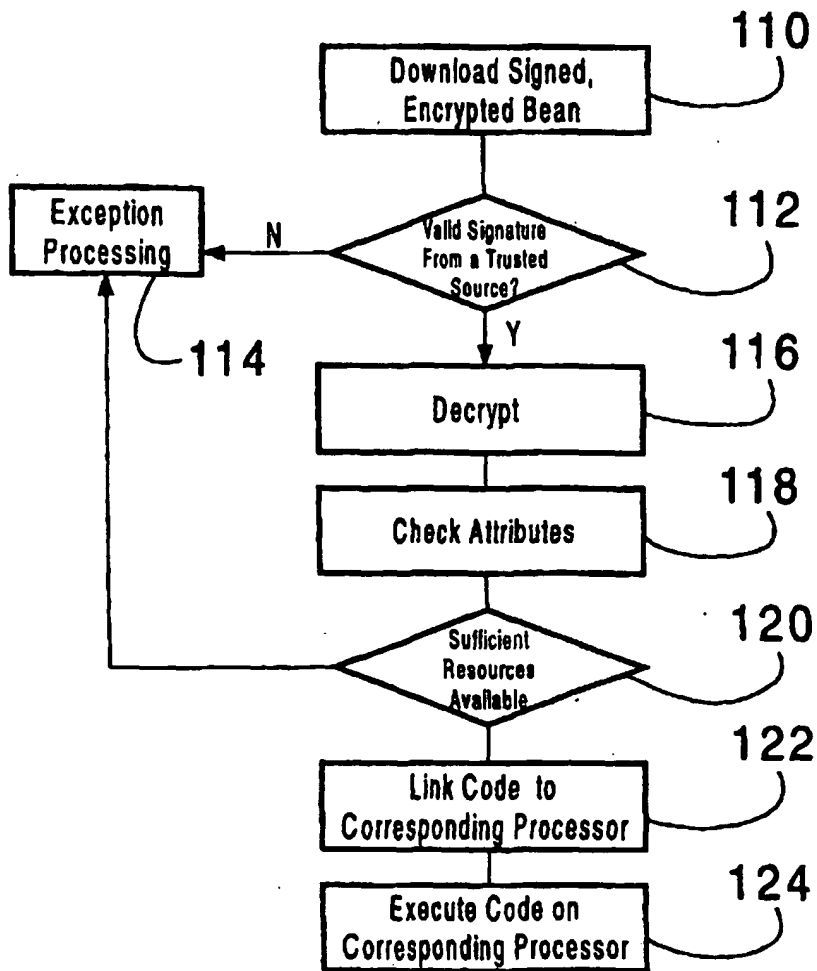 110
Download Signed,
Encrypted Bean
Exception
Processing
N
Valid Signature
From a Trusted
Source?
112
114
Y
116
Decrypt
118
Check Attributes
120
Sufficient
Resources
Available
122
Link Code to
Corresponding Processor
124
Execute Code on
Corresponding Processor